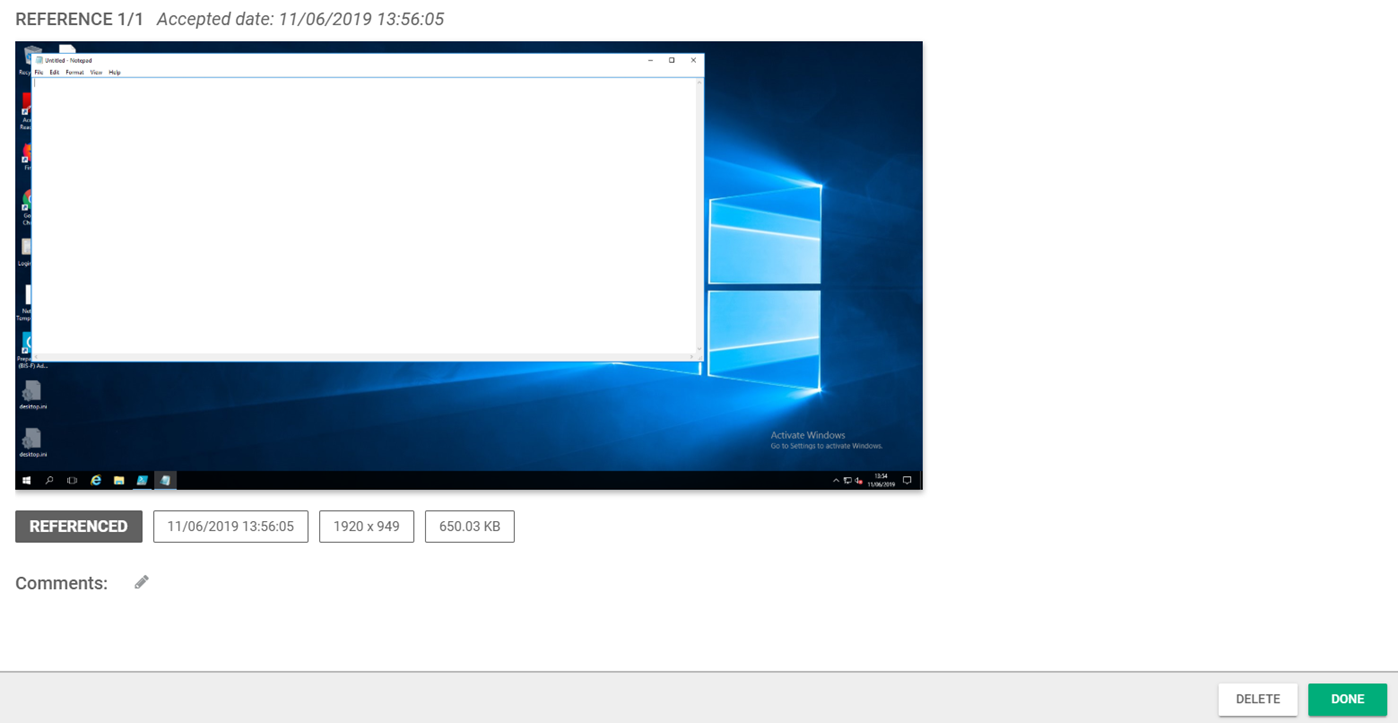 REFERENCE 1/1 Accepted date: 11/06/2019 13:56:05
Untitled - Notepad
File Edit Format View Help
desktop.ini
desktop.ini
Activate Windows
Go to Settings to activate Windows.
13:54
11/06/2019
REFERENCED 11/06/2019 13:56:05 1920 x 949 650.03 KB
Comments:
DELETE DONE